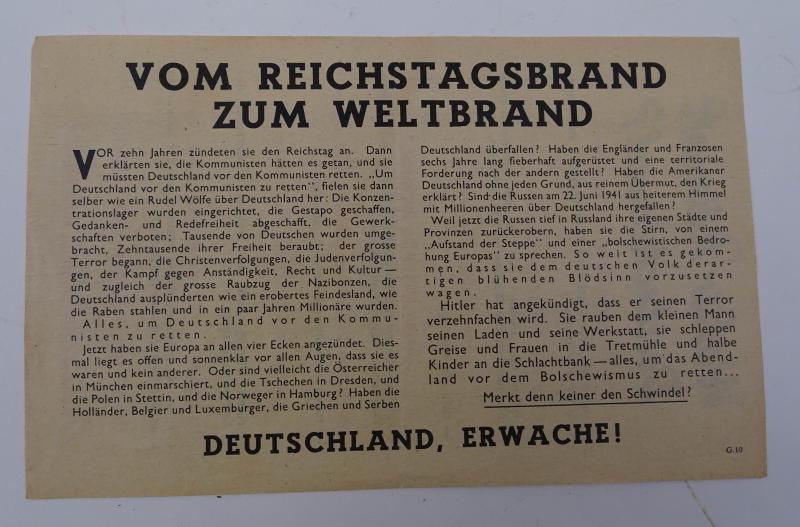 VOM REICHSTAGSBRAND
ZUM WELTBRAND
VOR zehn Jahren zündeten sie den Reichstag an. Dann
erklärten sie, die Kommunisten hätten es getan, und sie
müssten Deutschland vor den Kommunisten retten. „Um
Deutschland vor den Kommunisten zu retten", fielen sie dann
selber wie ein Rudel Wölfe über Deutschland her: Die Konzen-
trationslager wurden eingerichtet, die Gestapo geschaffen,
Gedanken- und Redefreiheit abgeschafft, die Gewerk-
schaften verboten; Tausende von Deutschen wurden umge-
bracht, Zehntausende ihrer Freiheit beraubt; der grosse
Terror begann, die Christenverfolgungen, die Judenverfolgun-
gen, der Kampf gegen Anständigkeit, Recht und Kultur—
und zugleich der grosse Raubzug der Nazibonzen, die
Deutschland ausplünderten wie ein erobertes Feindesland, wie
die Raben stahlen und in ein paar Jahren Millionäre wurden.
Alles, um Deutschland vor den Kommu-
nisten zu retten.
Jetzt haben sie Europa an allen vier Ecken angezündet. Dies-
mal liegt es offen und sonnenklar vor allen Augen, dass sie es
waren und kein anderer. Oder sind vielleicht die Österreicher
in München einmarschiert, und die Tschechen in Dresden, und
die Polen in Stettin, und die Norweger in Hamburg? Haben die
Holländer, Belgier und Luxemburger, die Griechen und Serben
Deutschland überfallen? Haben die Engländer und Franzosen
sechs Jahre lang fieberhaft aufgerüstet und eine territoriale
Forderung nach der andern gestellt? Haben die Amerikaner
Deutschland ohne jeden Grund, aus reinem Übermut, den Krieg
erklärt? Sind die Russen am 22. Juni 1941 aus heiterem Himmel
mit Millionenheeren über Deutschland hergefallen?
Weil jetzt die Russen tief in Russland ihre eigenen Städte und
Provinzen zurückerobern, haben sie die Stirn, von einem
„Aufstand der Steppe" und einer „bolschewistischen Bedro-
hung Europas" zu sprechen. So weit ist es gekom-
men, dass sie dem deutschen Volk derar-
tigen blühenden Blödsinn vorzusetzen
wagen.
Hitler hat angekündigt, dass er seinen Terror
verzehnfachen wird. Sie rauben dem kleinen Mann
seinen Laden und seine Werkstatt, sie schleppen
Greise und Frauen in die Tretmühle und halbe
Kinder an die Schlachtbank—alles, um das Abend-
land vor dem Bolschewismus zu retten...
Merkt denn keiner den Schwindel?
DEUTSCHLAND, ERWACHE!
G.10